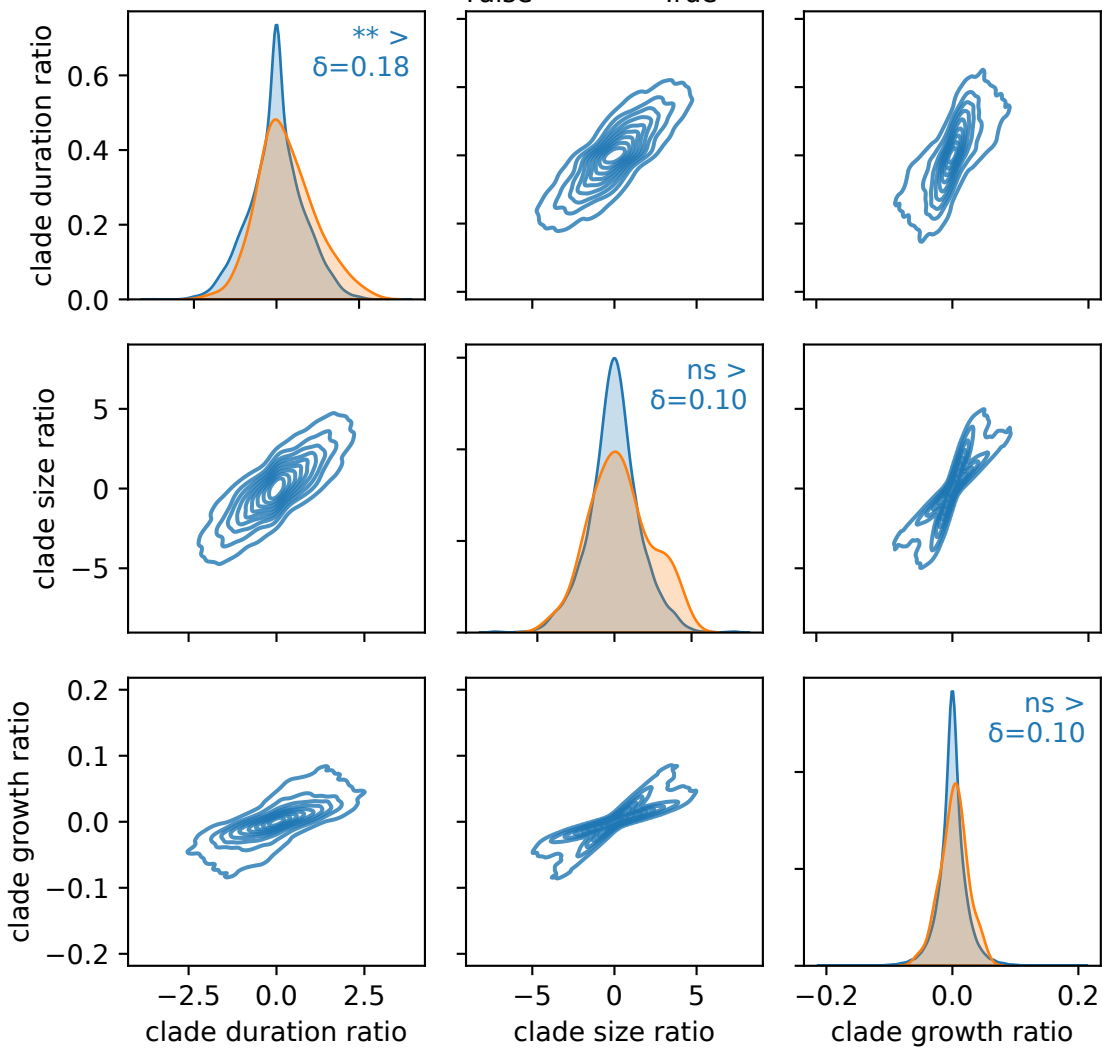 clade duration ratio
0.6
0.4
0.2
0.0
** >
δ=0.18
clade size ratio
5
0
−5
ns >
δ=0.10
clade growth ratio
0.2
0.1
0.0
−0.1
−0.2
ns >
δ=0.10
−2.5 0.0 2.5
−5 0 5
−0.2 0.0 0.2
clade duration ratio
clade size ratio
clade growth ratio